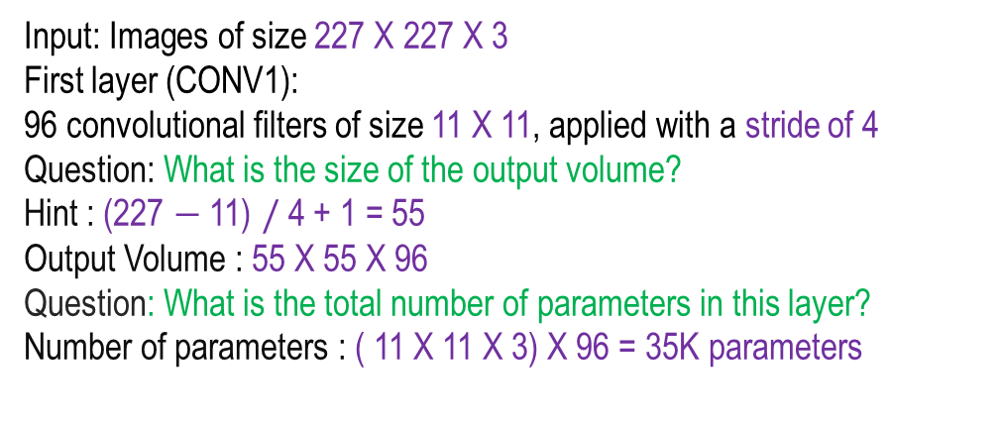 Input: Images of size 227 X 227 X 3
First layer (CONV1):
96 convolutional filters of size 11 X 11, applied with a stride of 4
Question: What is the size of the output volume?
Hint : (227 — 11) / 4 + 1 = 55
Output Volume : 55 X 55 X 96
Question: What is the total number of parameters in this layer?
Number of parameters : ( 11 X 11 X 3) X 96 = 35K parameters